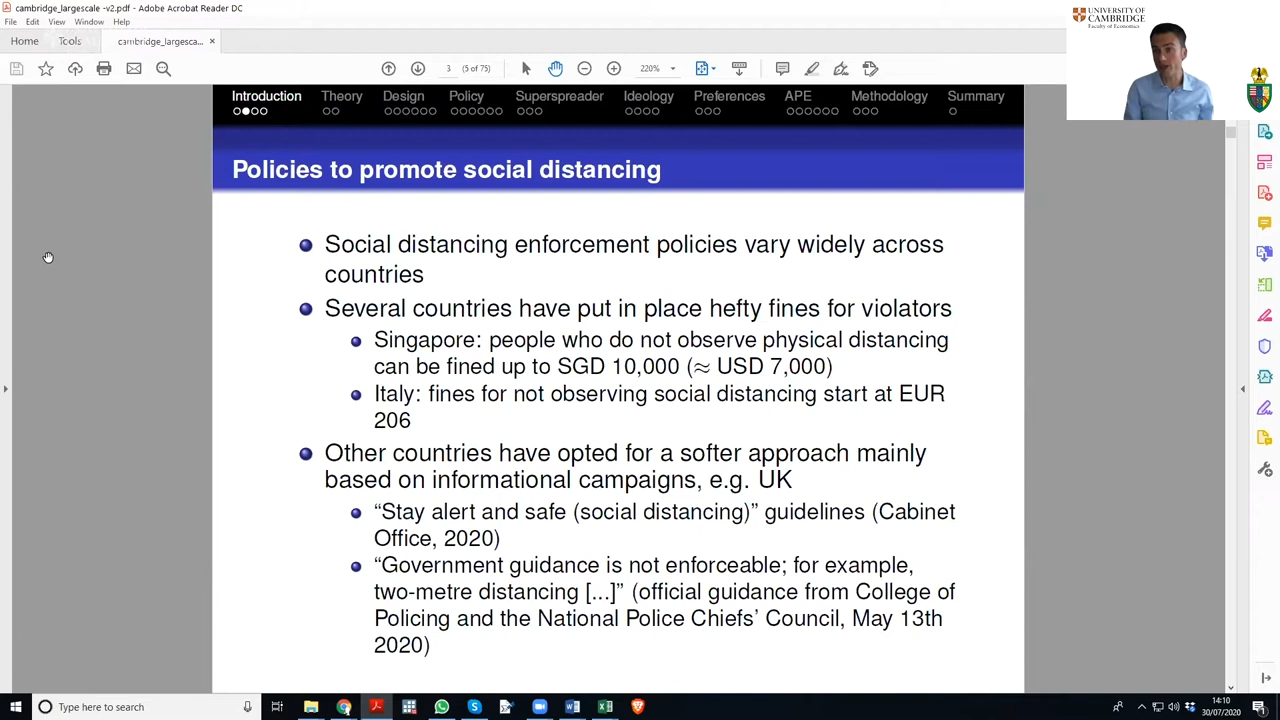 cambridge_largescale -v2.pdf - Adobe Acrobat Reader DC
File Edit View Window Help
Home Tools cambridge_largesca... ×
3 (5 of 75) 220%
UNIVERSITY OF
CAMBRIDGE
Faculty of Economics
Introduction Theory Design Policy Superspreader Ideology Preferences APE Methodology Summary
Policies to promote social distancing
Social distancing enforcement policies vary widely across
countries
Several countries have put in place hefty fines for violators
Singapore: people who do not observe physical distancing
can be fined up to SGD 10,000 (≈ USD 7,000)
Italy: fines for not observing social distancing start at EUR
206
Other countries have opted for a softer approach mainly
based on informational campaigns, e.g. UK
“Stay alert and safe (social distancing)” guidelines (Cabinet
Office, 2020)
“Government guidance is not enforceable; for example,
two-metre distancing [...]” (official guidance from College of
Policing and the National Police Chiefs’ Council, May 13th
2020)
Type here to search
14:10
30/07/2020